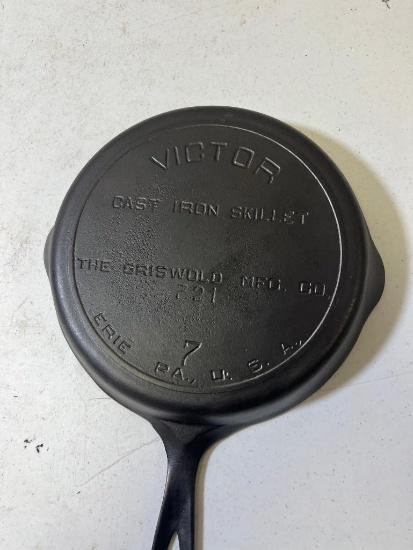 VICTOR
CAST IRON SKILLET
THE GRISWOLD MFG. CO.
721
7
ERIE PA., U. S. A.,